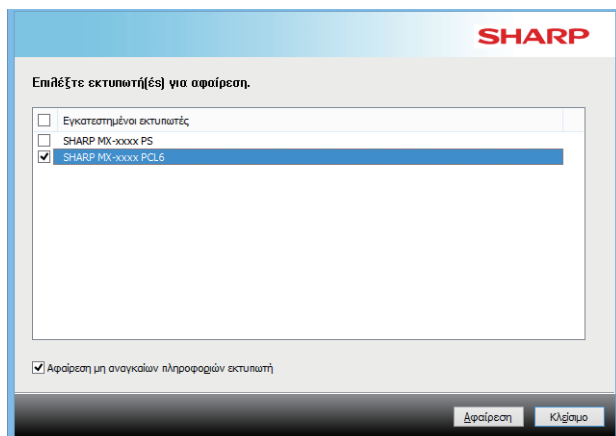 SHARP
Επιλέξτε εκτυπωτή(ές) για αφαίρεση.
Εγκατεστημένοι εκτυπωτές
SHARP MX-xxxx PS
SHARP MX-xxxx PCL6
Αφαίρεση μη αναγκαίων πληροφοριών εκτυπωτή
Αφαίρεση Κλείσιμο